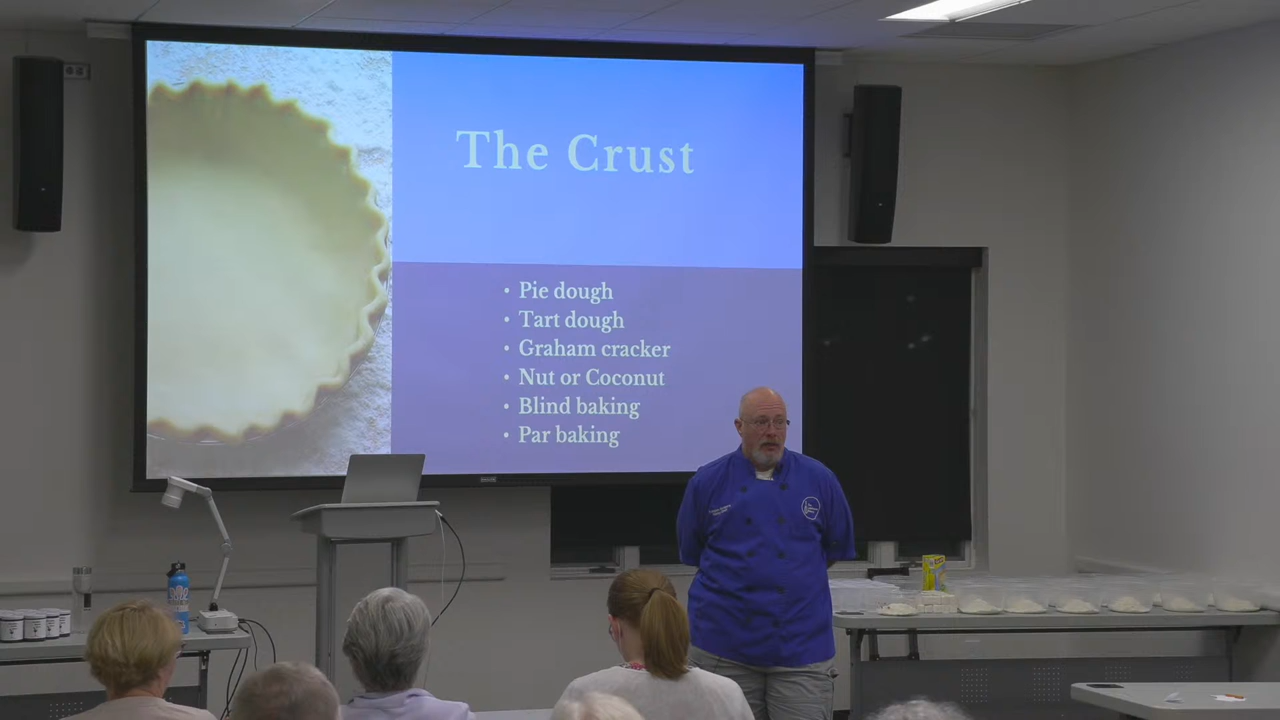 The Crust
• Pie dough
• Tart dough
• Graham cracker
• Nut or Coconut
• Blind baking
• Par baking